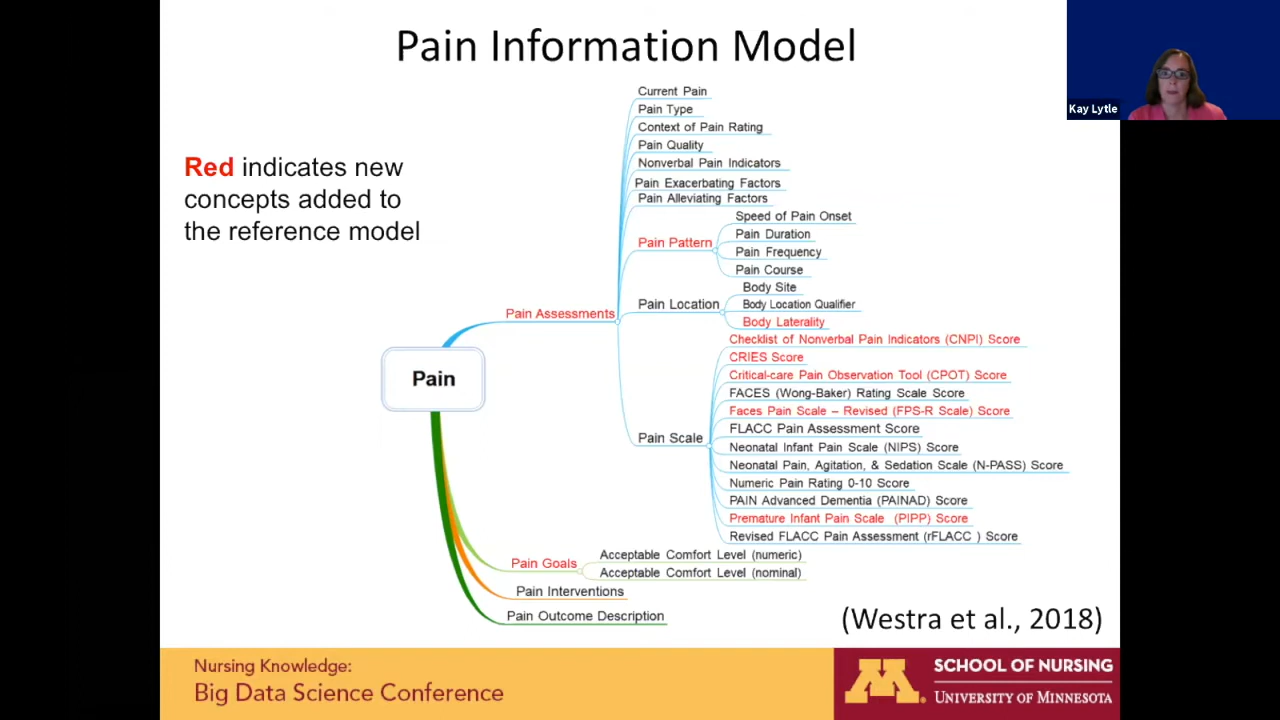 Pain Information Model
Kay Lytle
Red indicates new
concepts added to
the reference model
Pain
Pain Assessments
Current Pain
Pain Type
Context of Pain Rating
Pain Quality
Nonverbal Pain Indicators
Pain Exacerbating Factors
Pain Alleviating Factors
Pain Pattern
Speed of Pain Onset
Pain Duration
Pain Frequency
Pain Course
Pain Location
Body Site
Body Location Qualifier
Body Laterality
Pain Scale
Checklist of Nonverbal Pain Indicators (CNPI) Score
CRIES Score
Critical-care Pain Observation Tool (CPOT) Score
FACES (Wong-Baker) Rating Scale Score
Faces Pain Scale – Revised (FPS-R Scale) Score
FLACC Pain Assessment Score
Neonatal Infant Pain Scale (NIPS) Score
Neonatal Pain, Agitation, & Sedation Scale (N-PASS) Score
Numeric Pain Rating 0-10 Score
PAIN Advanced Dementia (PAINAD) Score
Premature Infant Pain Scale (PIPP) Score
Revised FLACC Pain Assessment (rFLACC ) Score
Pain Goals
Acceptable Comfort Level (numeric)
Acceptable Comfort Level (nominal)
Pain Interventions
Pain Outcome Description
(Westra et al., 2018)
Nursing Knowledge:
Big Data Science Conference
M
SCHOOL OF NURSING
UNIVERSITY OF MINNESOTA